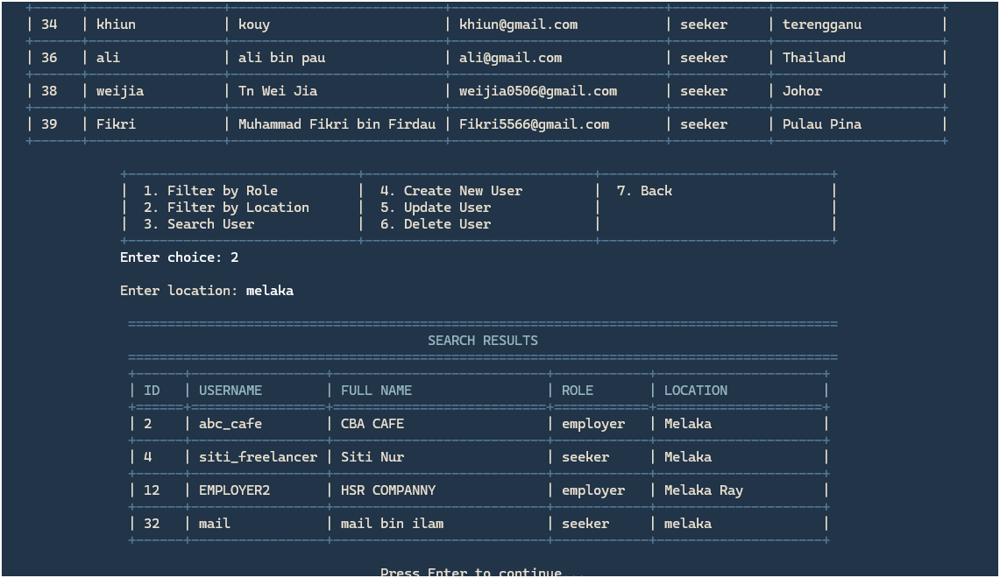 34 khiun kouy khiun@gmail.com seeker terengganu
36 ali ali bin pau ali@gmail.com seeker Thailand
38 weijia Tn Wei Jia weijia0506@gmail.com seeker Johor
39 Fikri Muhammad Fikri bin Firdau Fikri5566@gmail.com seeker Pulau Pina
1. Filter by Role 4. Create New User 7. Back
2. Filter by Location 5. Update User
3. Search User 6. Delete User
Enter choice: 2
Enter location: melaka
SEARCH RESULTS
ID USERNAME FULL NAME ROLE LOCATION
2 abc_cafe CBA CAFE employer Melaka
4 siti_freelancer Siti Nur seeker Melaka
12 EMPLOYER2 HSR COMPANNY employer Melaka Ray
32 mail mail bin ilam seeker melaka
Press Enter to continue...